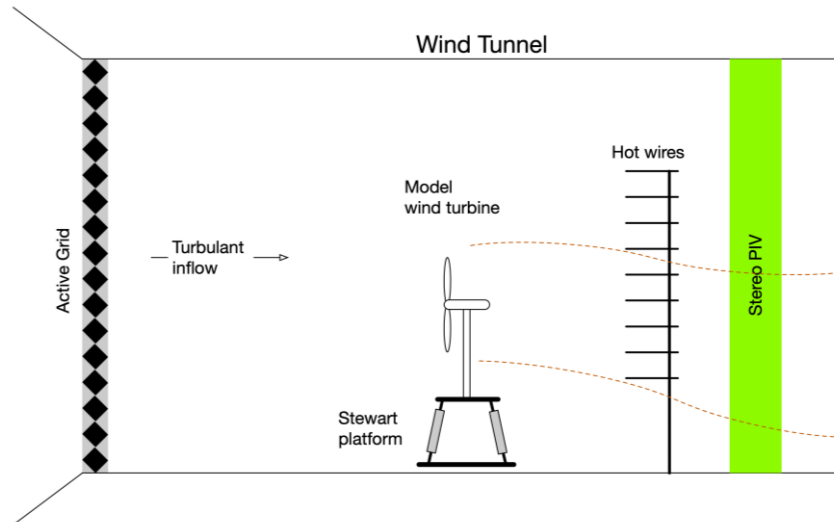 Wind Tunnel
Hot wires
Model
wind turbine
Active Grid
Turbulant
inflow
Stereo PIV
Stewart
platform